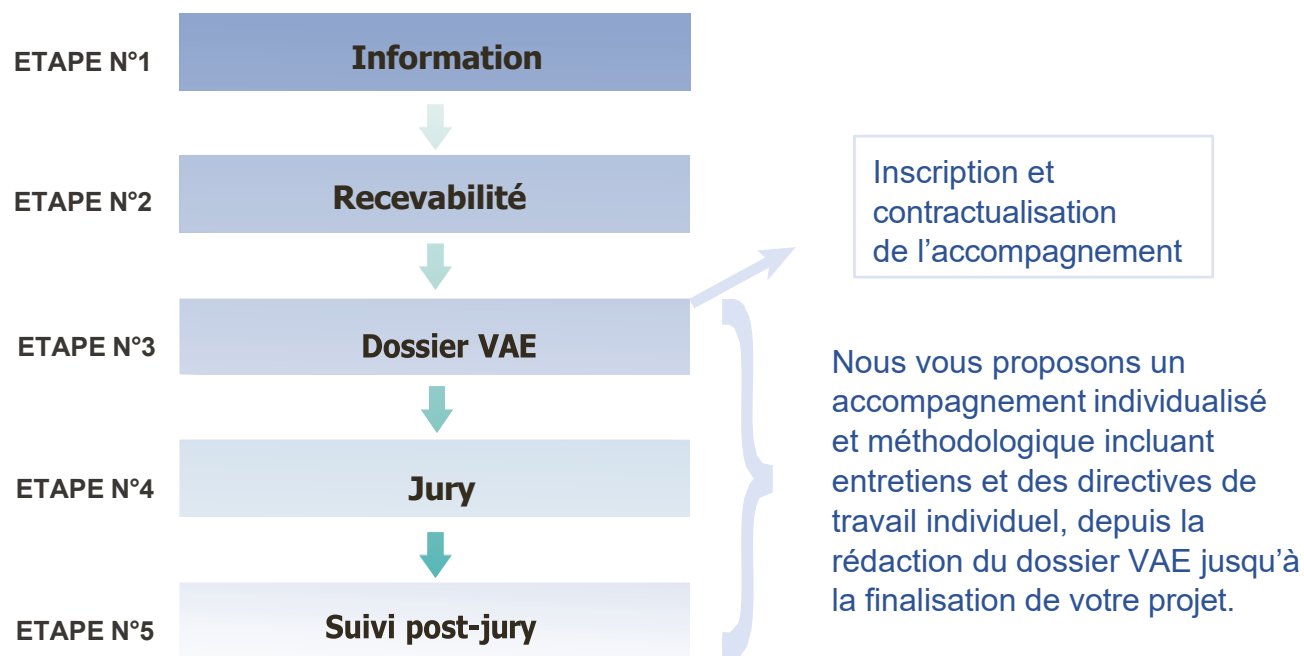 ETAPE N°1
Information
ETAPE N°2
Recevabilité
Inscription et
contractualisation
de l’accompagnement
ETAPE N°3
Dossier VAE
ETAPE N°4
Jury
ETAPE N°5
Suivi post-jury
Nous vous proposons un
accompagnement individualisé
et méthodologique incluant
entretiens et des directives de
travail individuel, depuis la
rédaction du dossier VAE jusqu’à
la finalisation de votre projet.